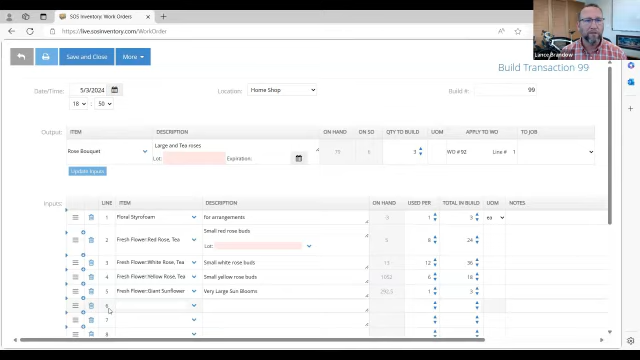 SOS Inventory: Work Orders
https://live.sosinventory.com/WorkOrder
Lance Brandow
Save and Close
More
Build Transaction 99
Date/Time: 5/3/2024
Location: Home Shop
Build #: 99
18 : 50
ITEM DESCRIPTION ON HAND ON SO QTY TO BUILD UOM APPLY TO WO TO JOB
Output:
Rose Bouquet Large and Tea roses 3 WO #92 Line # 1
Lot: Expiration:
Update Inputs
Inputs: LINE ITEM DESCRIPTION ON HAND USED PER TOTAL IN BUILD UOM NOTES
1 Floral Styrofoam for arrangements 1 3 ea
2 Fresh Flower:Red Rose, Tea Small red rose buds 5 8 24
Lot:
3 Fresh Flower:White Rose, Tea Small white rose buds 13 12 36
4 Fresh Flower:Yellow Rose, Tea Small yellow rose buds 1052 6 18
5 Fresh Flower:Giant Sunflower Very Large Sun Blooms 292.5 1 3
6
7
8